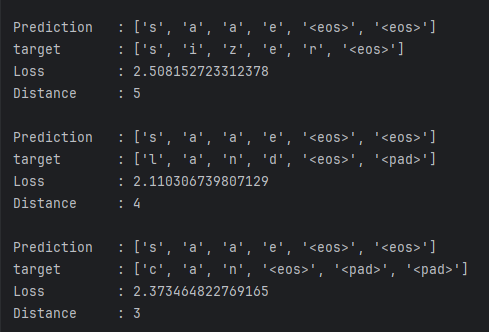 Prediction : ['s', 'a', 'a', 'e', '<eos>', '<eos>']
target : ['s', 'i', 'z', 'e', 'r', '<eos>']
Loss : 2.508152723312378
Distance : 5
Prediction : ['s', 'a', 'a', 'e', '<eos>', '<eos>']
target : ['l', 'a', 'n', 'd', '<eos>', '<pad>']
Loss : 2.110306739807129
Distance : 4
Prediction : ['s', 'a', 'a', 'e', '<eos>', '<eos>']
target : ['c', 'a', 'n', '<eos>', '<pad>', '<pad>']
Loss : 2.373464822769165
Distance : 3